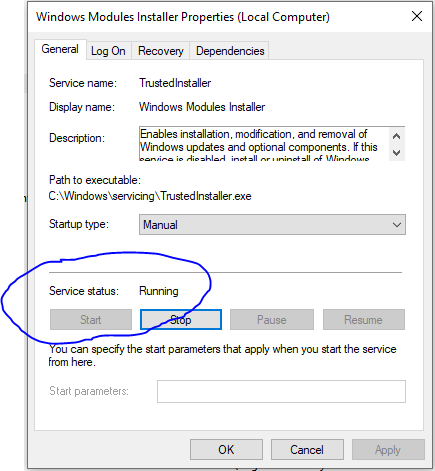 Windows Modules Installer Properties (Local Computer)
General Log On Recovery Dependencies
Service name: TrustedInstaller
Display name: Windows Modules Installer
Description: Enables installation, modification, and removal of
Windows updates and optional components. If this
service is disabled, install or uninstall of Windows
Path to executable:
C:\Windows\servicing\TrustedInstaller.exe
Startup type: Manual
Service status: Running
Start Stop Pause Resume
You can specify the start parameters that apply when you start the service
from here.
Start parameters:
OK Cancel Apply